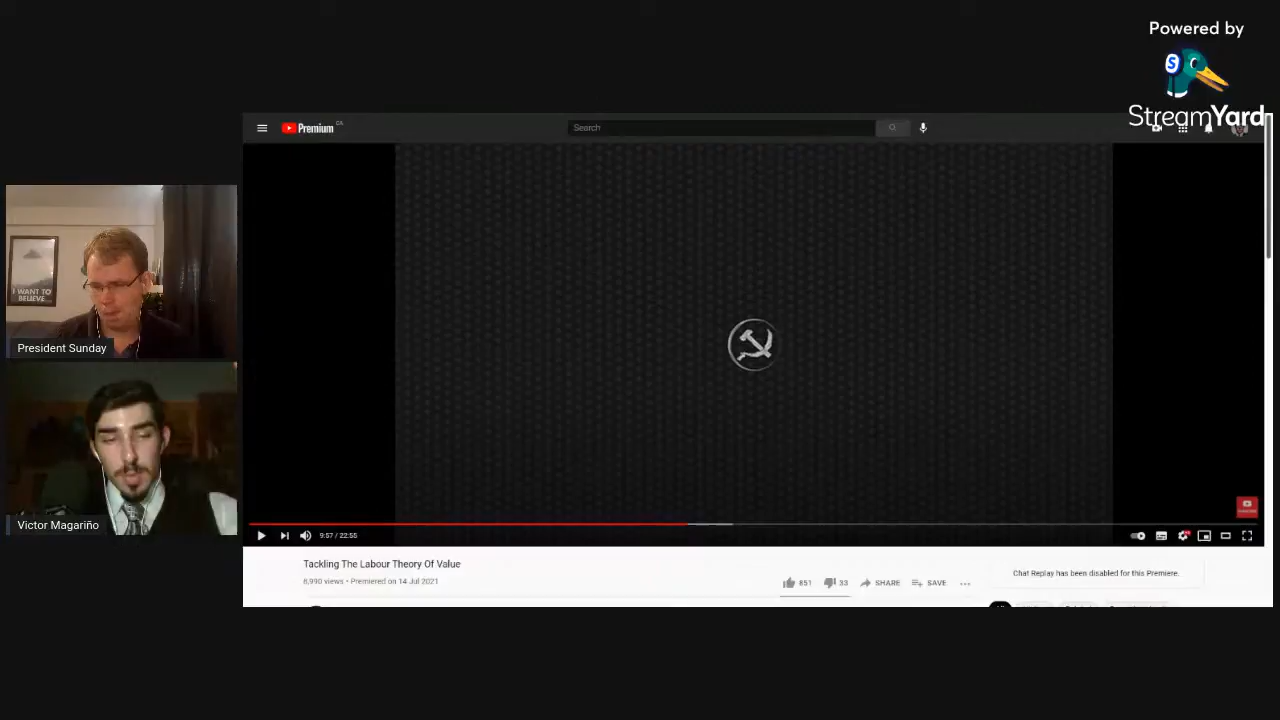 Powered by
StreamYard
Premium
CA
Search
I WANT TO
BELIEVE
President Sunday
Victor Magariño
9:57 / 22:55
Tackling The Labour Theory Of Value
6,990 views • Premiered on 14 Jul 2021
851
33
SHARE
SAVE
Chat Replay has been disabled for this Premiere.